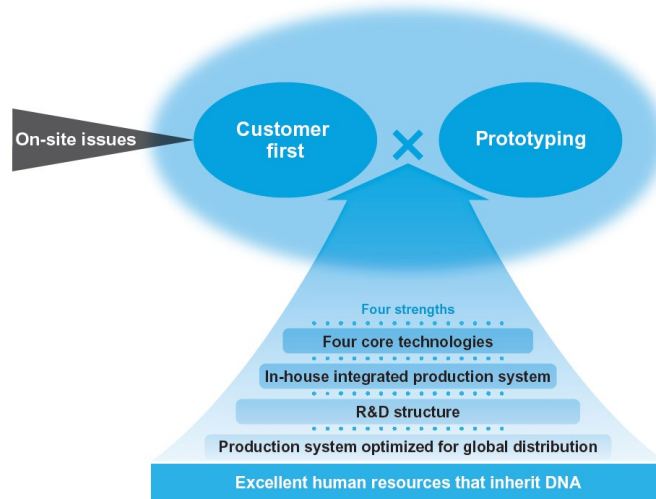 On-site issues
Customer
first
×
Prototyping
Four strengths
Four core technologies
In-house integrated production system
R&D structure
Production system optimized for global distribution
Excellent human resources that inherit DNA